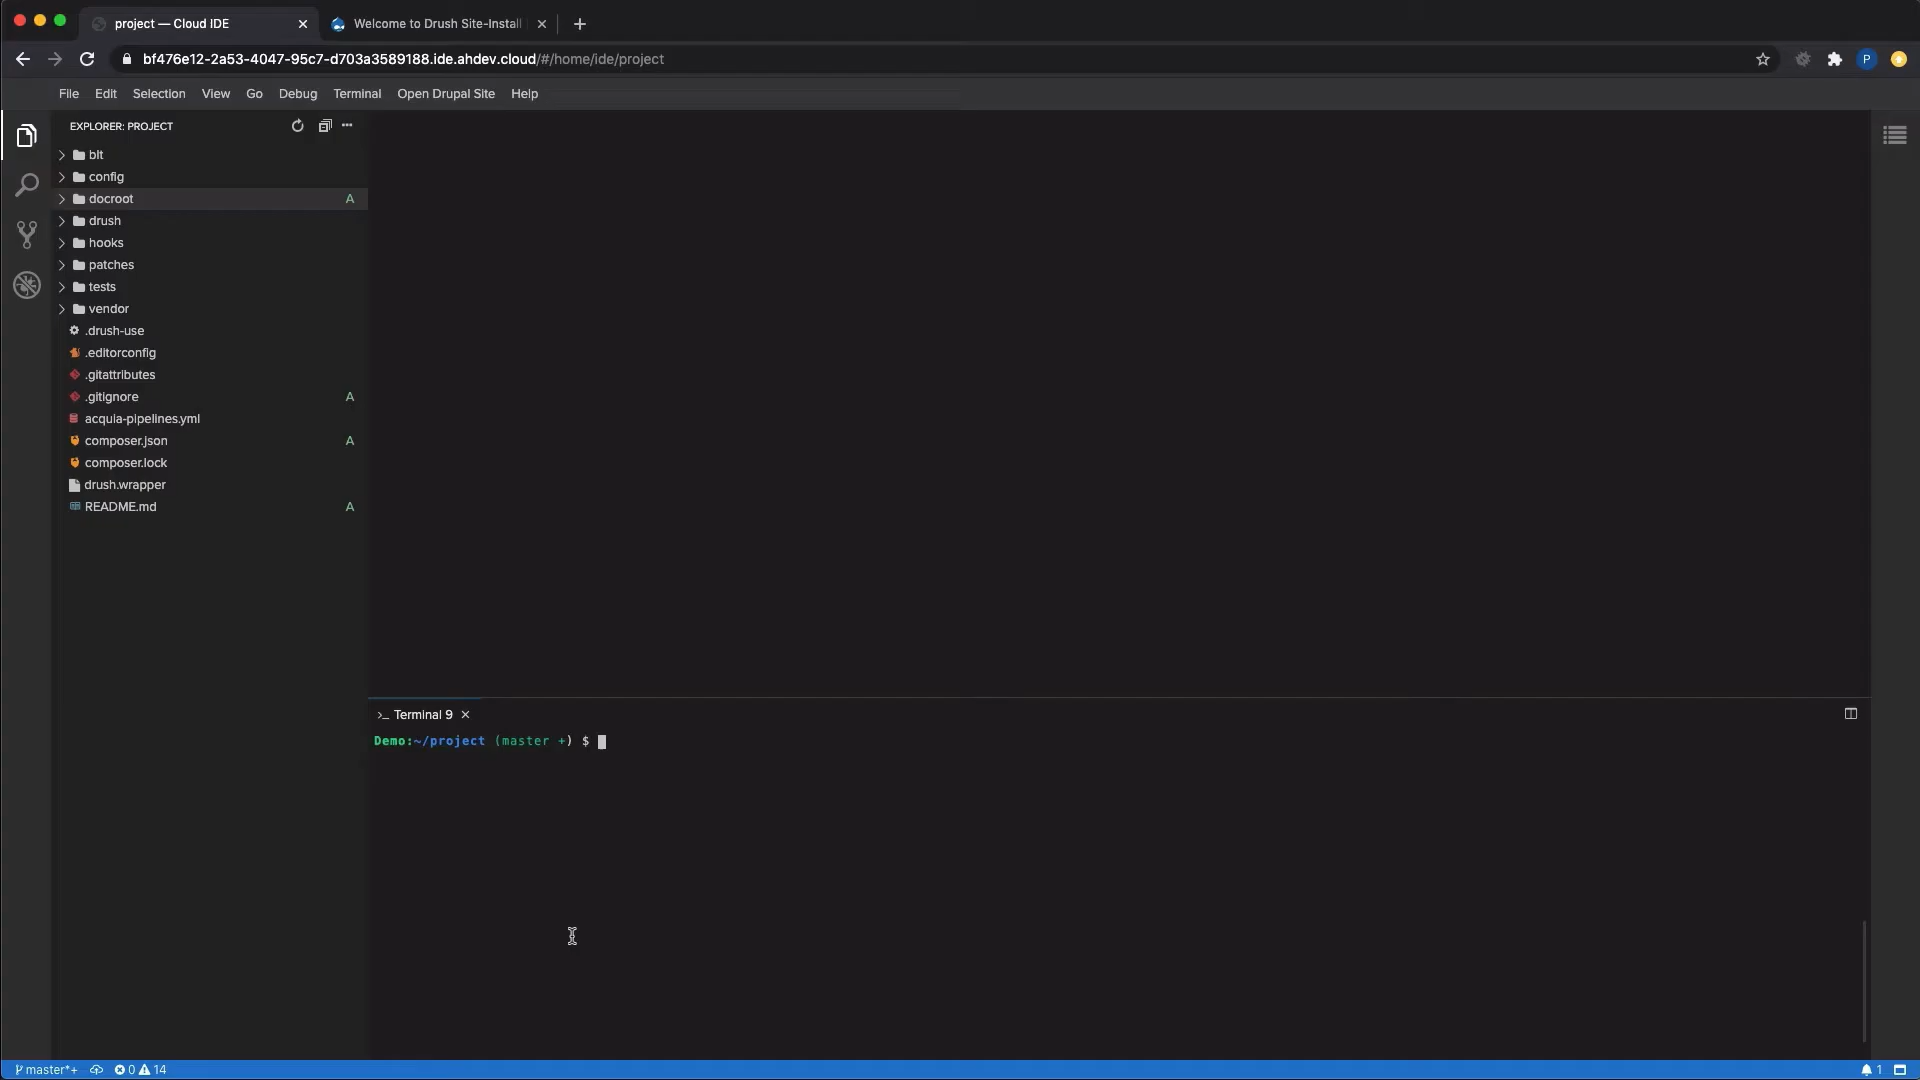 project — Cloud IDE
Welcome to Drush Site-Install
bf476e12-2a53-4047-95c7-d703a3589188.ide.ahdev.cloud/#/home/ide/project
P
File Edit Selection View Go Debug Terminal Open Drupal Site Help
EXPLORER: PROJECT
blt
config
docroot A
drush
hooks
patches
tests
vendor
.drush-use
.editorconfig
.gitattributes
.gitignore A
acquia-pipelines.yml
composer.json A
composer.lock
drush.wrapper
README.md A
>_ Terminal 9
Demo:~/project (master +) $
master*+ 0 14 1